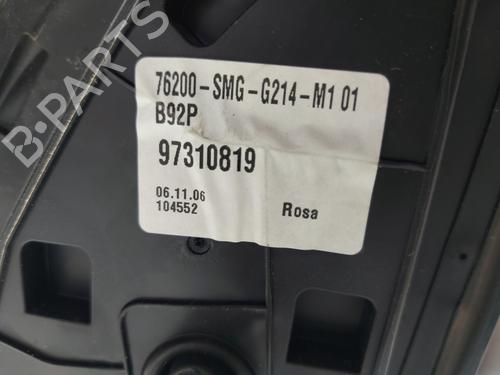 76200-SMG-G214-M1 01
B92P
97310819
06.11.06
104552
Rosa
B-PARTS